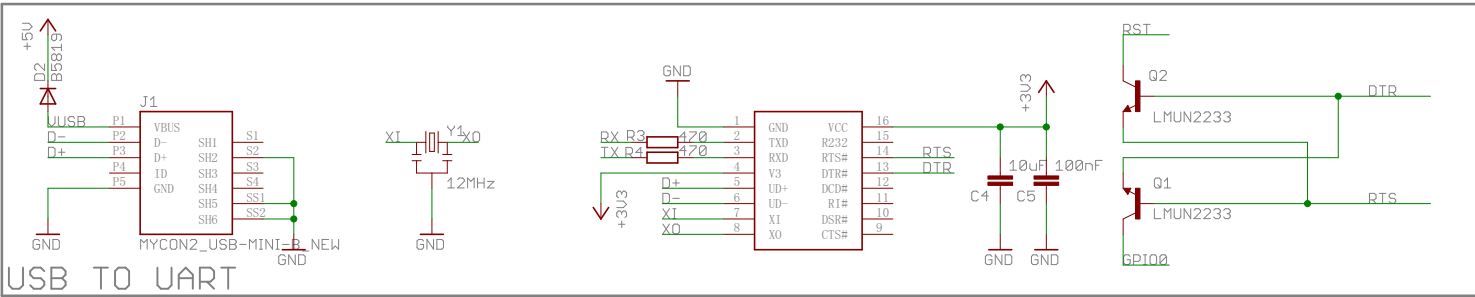 +5V
D2
B5819
J1
VUSB
D-
D+
P1
P2
P3
P4
P5
VBUS
D-
D+
ID
GND
SH1
SH2
SH3
SH4
SH5
SH6
S1
S2
S3
S4
SS1
SS2
GND
MYCON2_USB-MINI-B_NEW
GND
XI
Y1
XO
12MHz
GND
GND
RX R3 470
TX R4 470
+3V3
D+
D-
XI
XO
1 GND VCC 16
2 TXD R232 15
3 RXD RTS# 14
4 V3 DTR# 13
5 UD+ DCD# 12
6 UD- RI# 11
7 XI DSR# 10
8 XO CTS# 9
RTS
DTR
+3V3
10uF
100nF
C4
C5
GND
GND
RST
Q2
DTR
LMUN2233
Q1
RTS
LMUN2233
GPIO0
USB TO UART